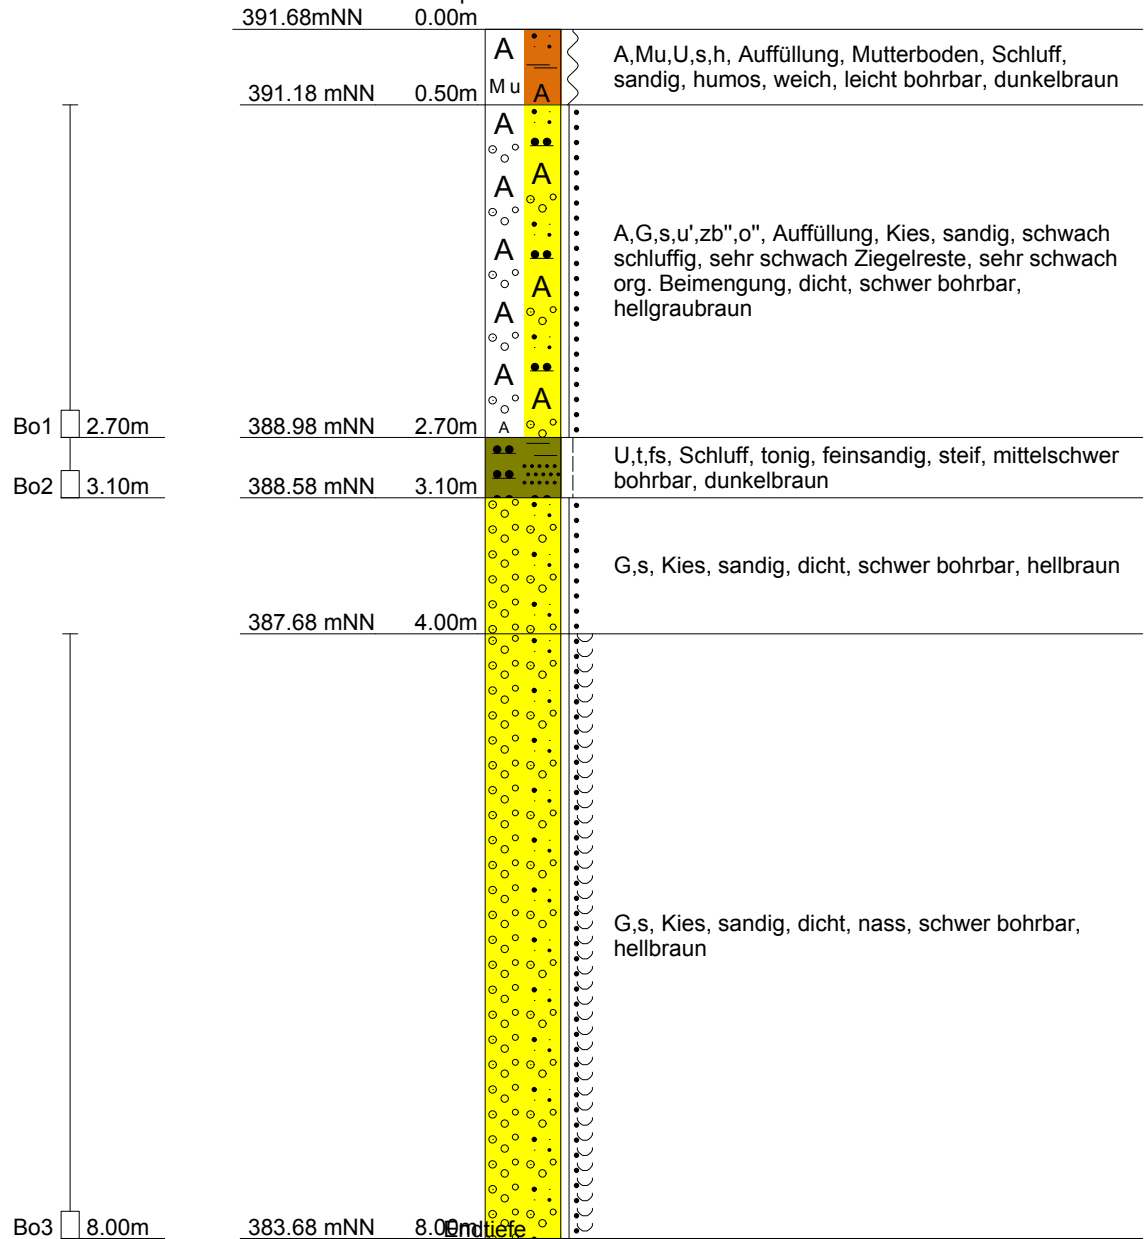 391.68mNN 0.00m
A
Mu
A
A,Mu,U,s,h, Auffüllung, Mutterboden, Schluff,
sandig, humos, weich, leicht bohrbar, dunkelbraun
391.18 mNN 0.50m
A
A
A
A
A
A
A
A
A
A,G,s,u',zb'',o'', Auffüllung, Kies, sandig, schwach
schluffig, sehr schwach Ziegelreste, sehr schwach
org. Beimengung, dicht, schwer bohrbar,
hellgraubraun
Bo1 2.70m 388.98 mNN 2.70m
U,t,fs, Schluff, tonig, feinsandig, steif, mittelschwer
bohrbar, dunkelbraun
Bo2 3.10m 388.58 mNN 3.10m
G,s, Kies, sandig, dicht, schwer bohrbar, hellbraun
387.68 mNN 4.00m
G,s, Kies, sandig, dicht, nass, schwer bohrbar,
hellbraun
Bo3 8.00m 383.68 mNN 8.00m
Endtiefe